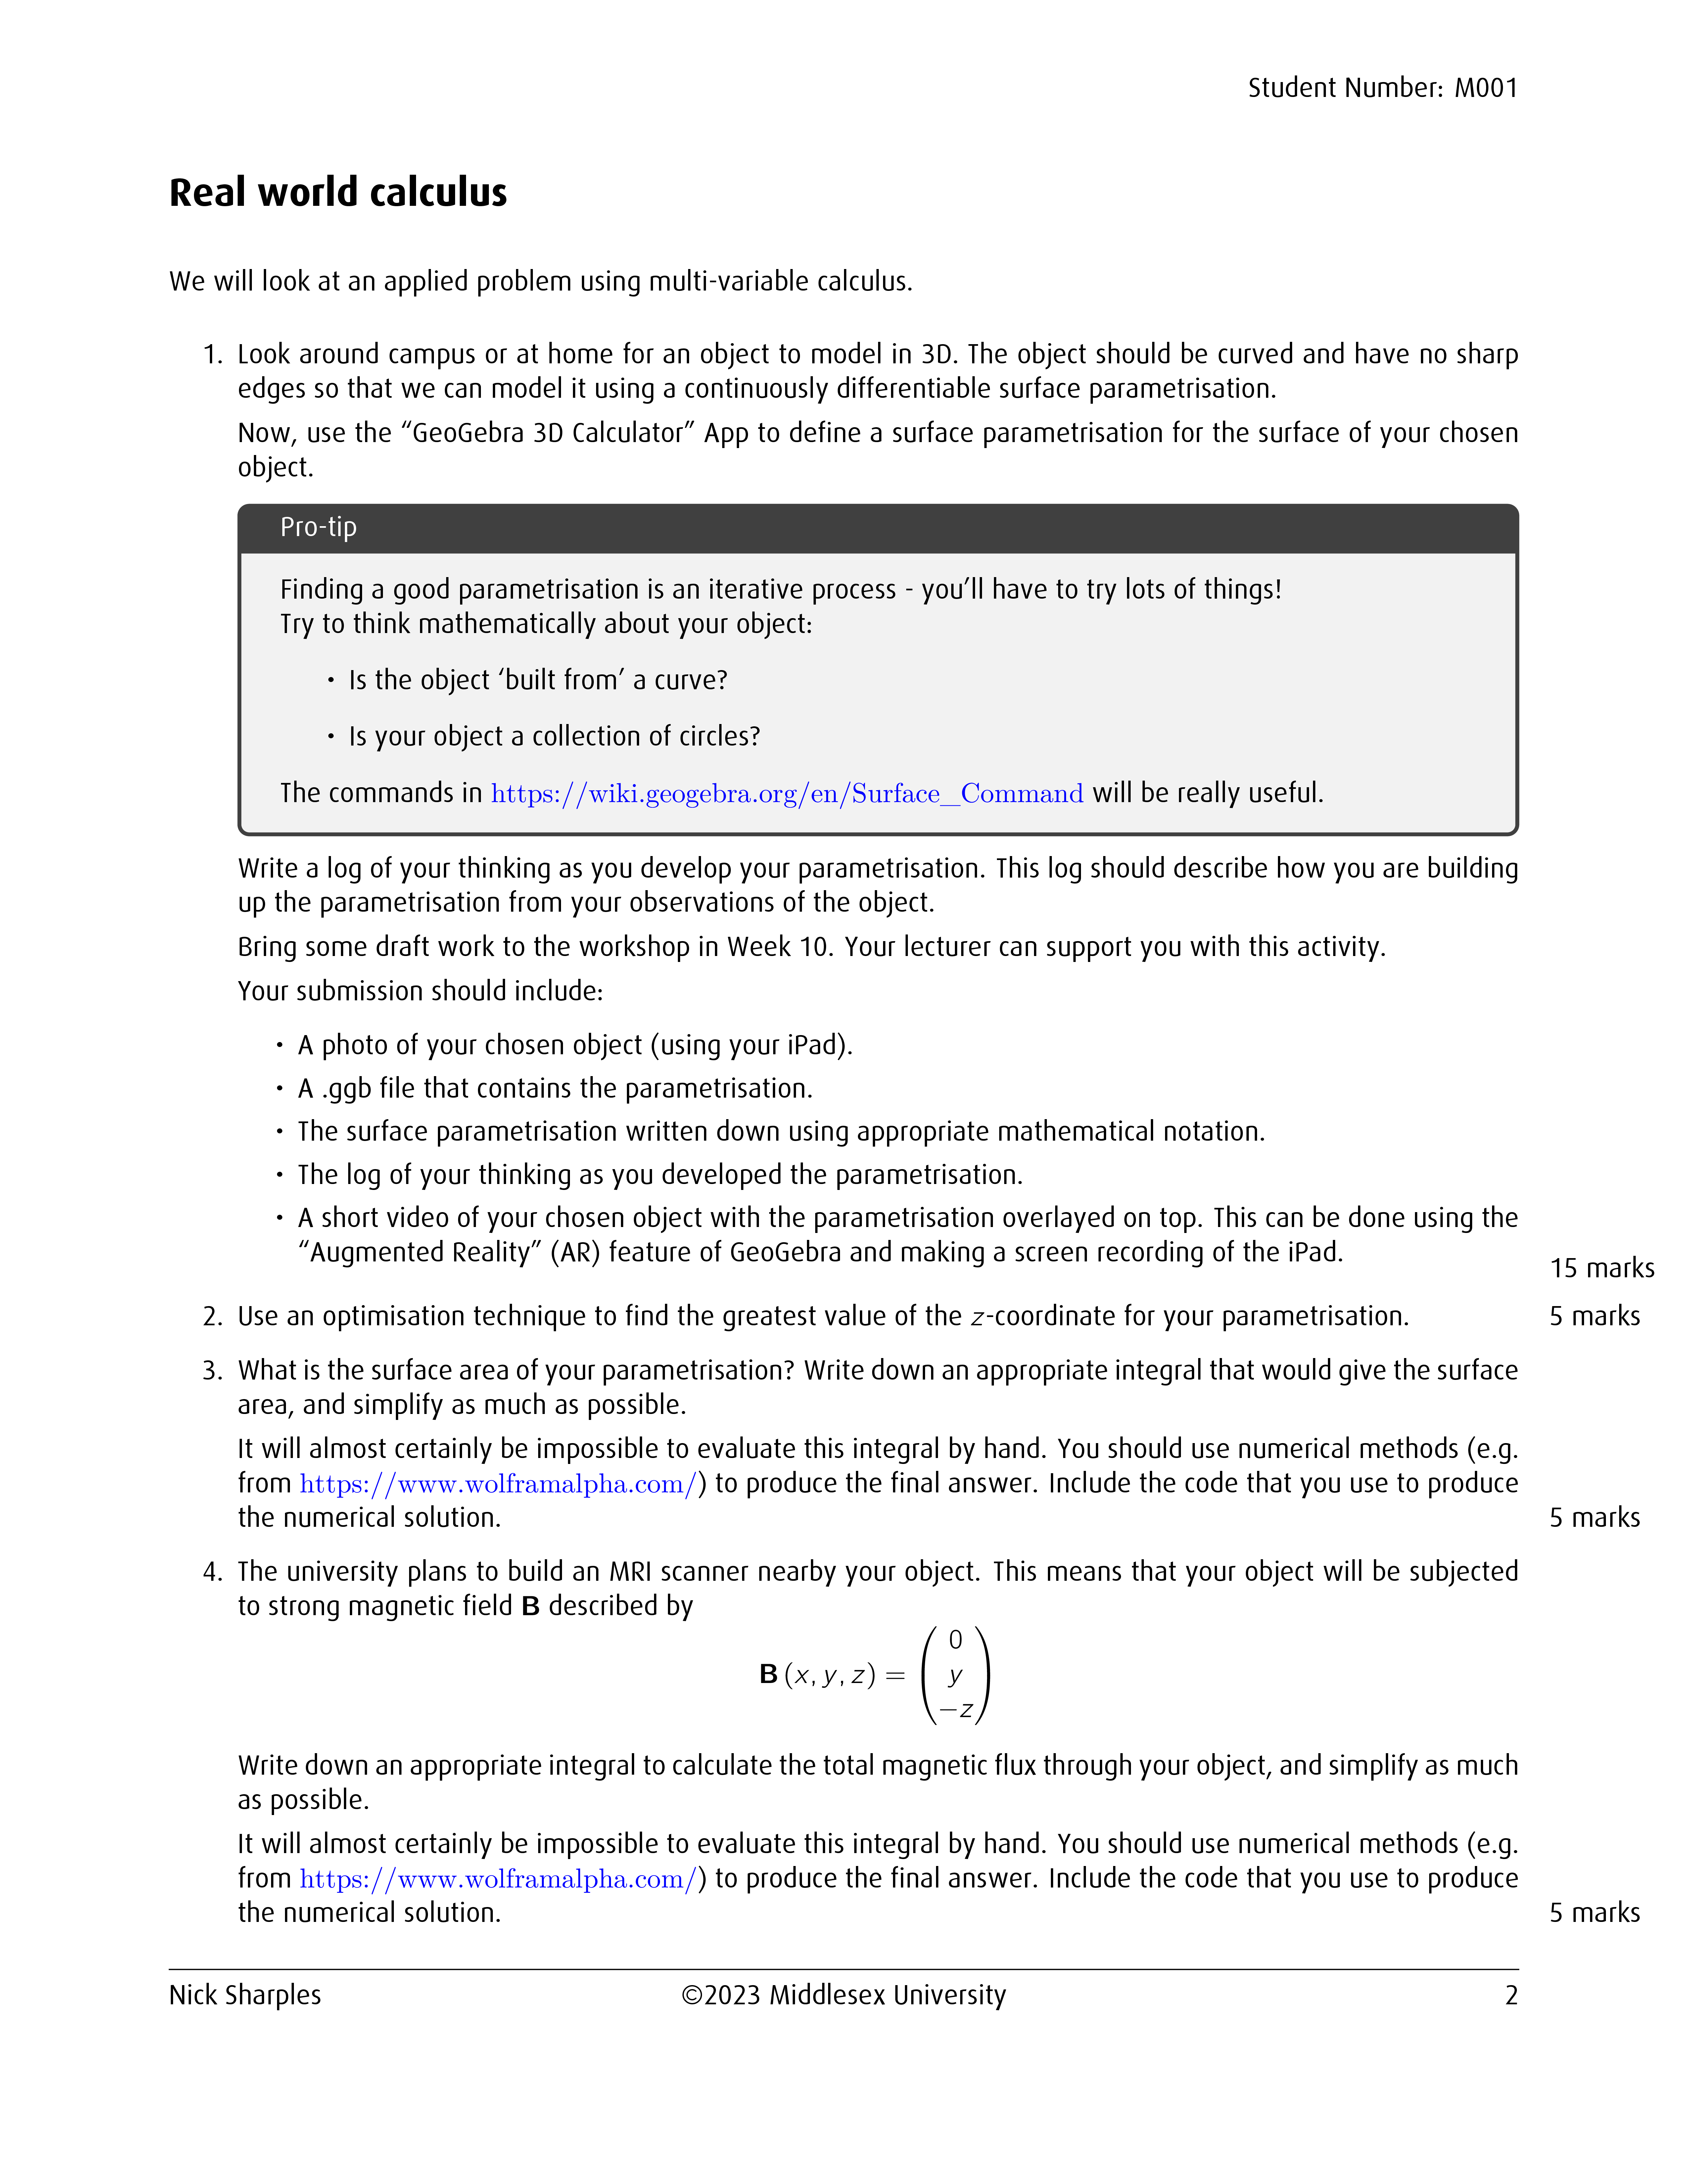 Student Number: M001
Real world calculus
We will look at an applied problem using multi-variable calculus.
1. Look around campus or at home for an object to model in 3D. The object should be curved and have no sharp
edges so that we can model it using a continuously differentiable surface parametrisation.
Now, use the “GeoGebra 3D Calculator” App to define a surface parametrisation for the surface of your chosen
object.
Pro-tip
Finding a good parametrisation is an iterative process - you’ll have to try lots of things!
Try to think mathematically about your object:
• Is the object ‘built from’ a curve?
• Is your object a collection of circles?
The commands in https://wiki.geogebra.org/en/Surface_Command will be really useful.
Write a log of your thinking as you develop your parametrisation. This log should describe how you are building
up the parametrisation from your observations of the object.
Bring some draft work to the workshop in Week 10. Your lecturer can support you with this activity.
Your submission should include:
• A photo of your chosen object (using your iPad).
• A .ggb file that contains the parametrisation.
• The surface parametrisation written down using appropriate mathematical notation.
• The log of your thinking as you developed the parametrisation.
• A short video of your chosen object with the parametrisation overlayed on top. This can be done using the
“Augmented Reality” (AR) feature of GeoGebra and making a screen recording of the iPad.
15 marks
2. Use an optimisation technique to find the greatest value of the z-coordinate for your parametrisation. 5 marks
3. What is the surface area of your parametrisation? Write down an appropriate integral that would give the surface
area, and simplify as much as possible.
It will almost certainly be impossible to evaluate this integral by hand. You should use numerical methods (e.g.
from https://www.wolframalpha.com/) to produce the final answer. Include the code that you use to produce
the numerical solution. 5 marks
4. The university plans to build an MRI scanner nearby your object. This means that your object will be subjected
to strong magnetic field B described by
0
B (x, y, z) = y
−z
Write down an appropriate integral to calculate the total magnetic flux through your object, and simplify as much
as possible.
It will almost certainly be impossible to evaluate this integral by hand. You should use numerical methods (e.g.
from https://www.wolframalpha.com/) to produce the final answer. Include the code that you use to produce
the numerical solution. 5 marks
Nick Sharples ©2023 Middlesex University 2